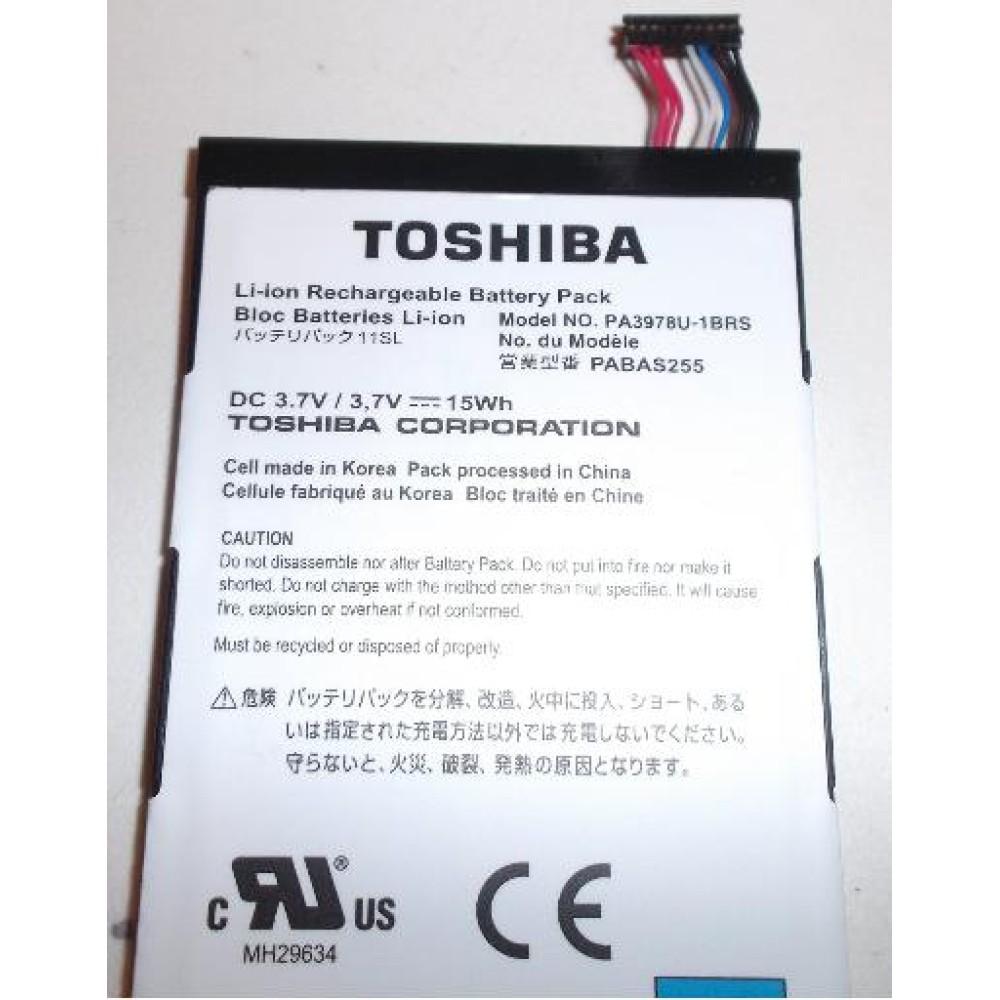 TOSHIBA
Li-ion Rechargeable Battery Pack
Bloc Batteries Li-ion
バッテリパック11SL
Model NO. PA3978U-1BRS
No. du Modèle
営業型番 PABAS255
DC 3.7V / 3,7V ⎓ 15Wh
TOSHIBA CORPORATION
Cell made in Korea Pack processed in China
Cellule fabriqué au Korea Bloc traité en Chine
CAUTION
Do not disassemble nor alter Battery Pack. Do not put into fire nor make it
shorted. Do not charge with the method other than that specified. It will cause
fire, explosion or overheat if not conformed.
Must be recycled or disposed of properly.
⚠危険 バッテリパックを分解、改造、火中に投入、ショート、ある
いは指定された充電方法以外では充電しないでください。
守らないと、火災、破裂、発熱の原因となります。
C RU® US
MH29634
CE